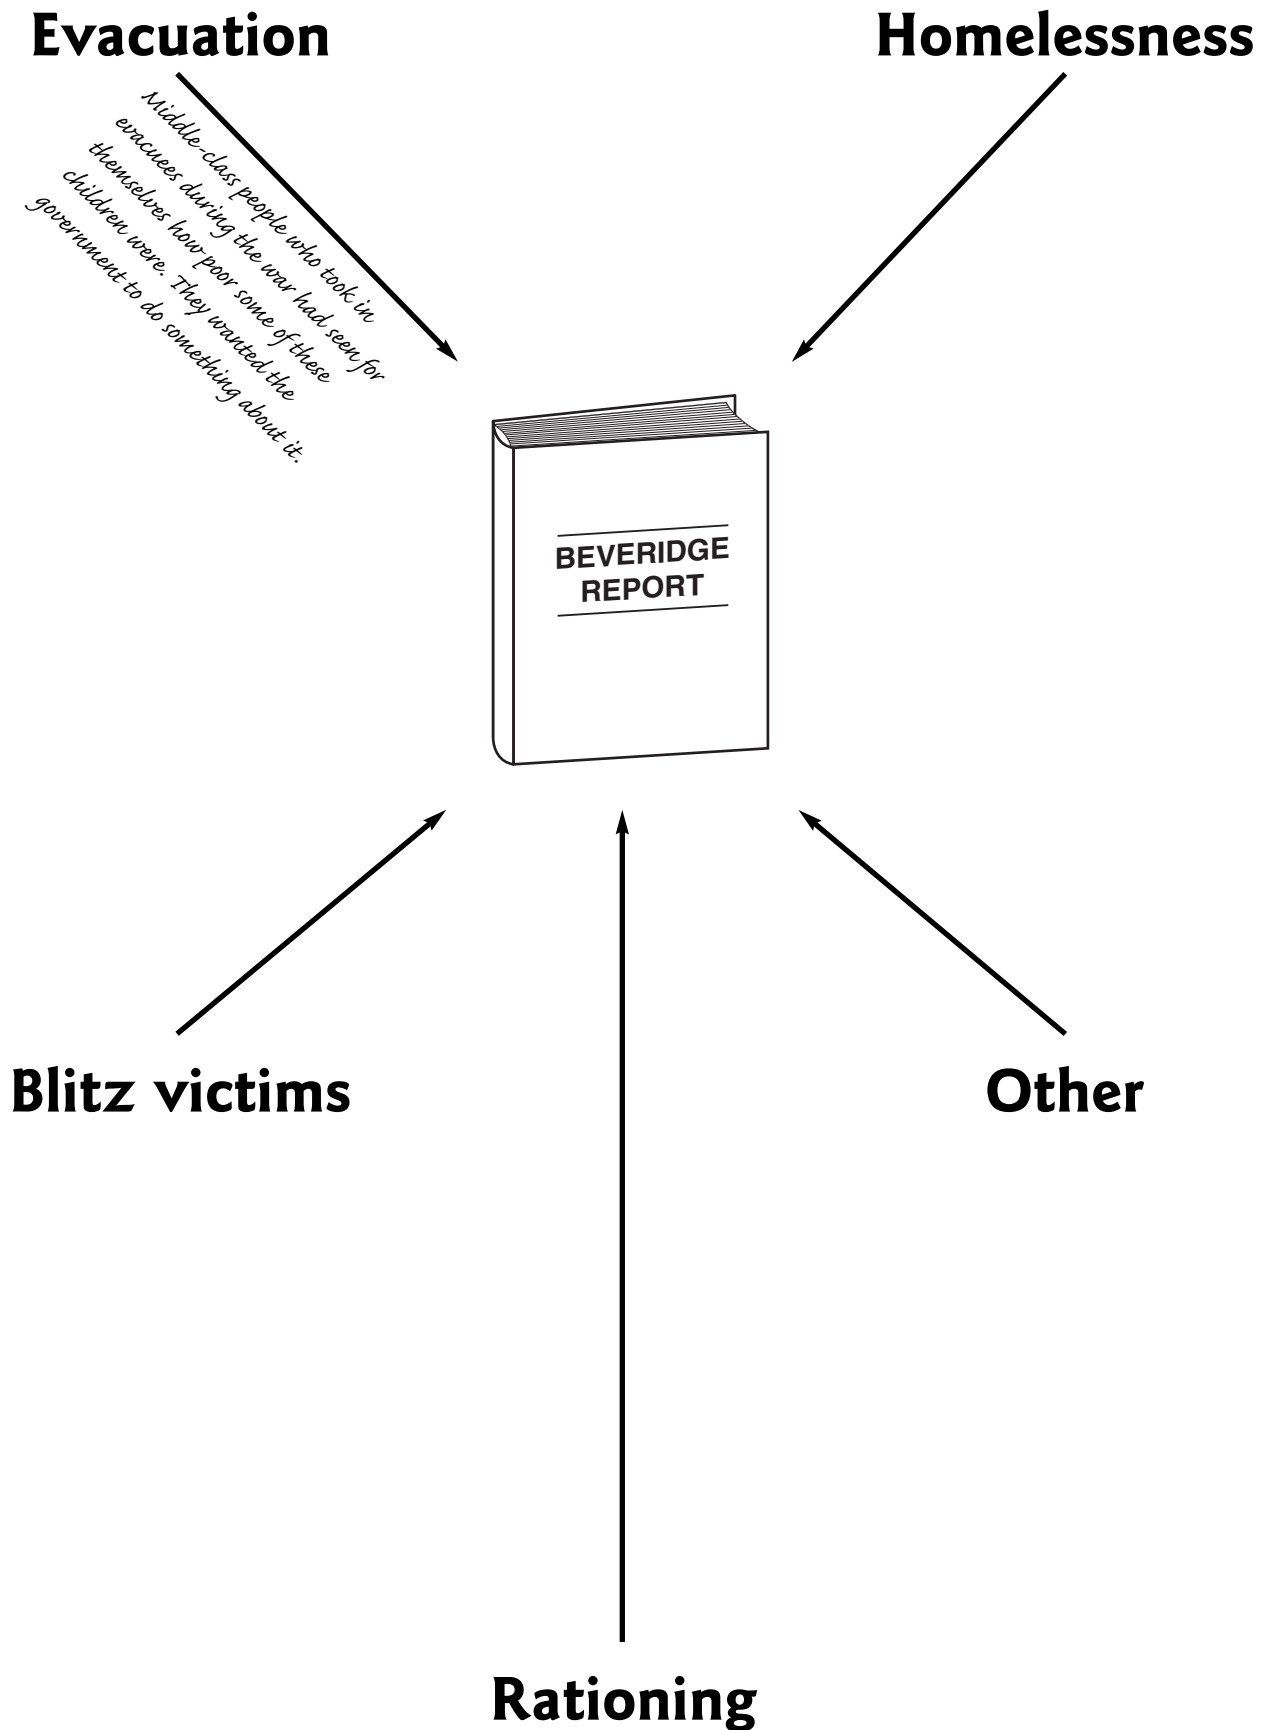 Evacuation
Homelessness
Middle-class people who took in
evacuees during the war had seen for
themselves how poor some of these
children were. They wanted the
government to do something about it.
BEVERIDGE
REPORT
Blitz victims
Other
Rationing